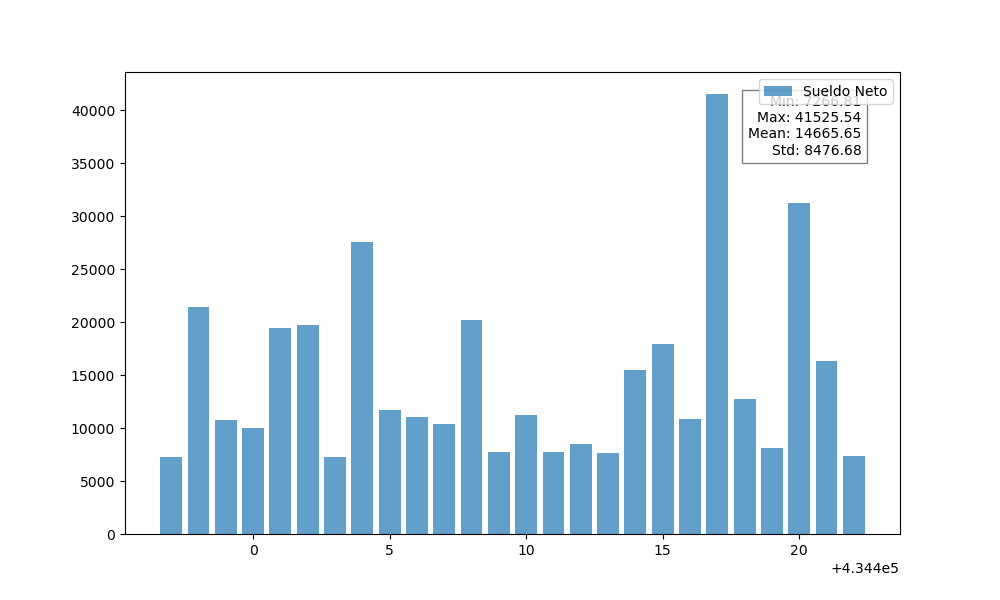 Sueldo Neto
Min: 7266.81
Max: 41525.54
Mean: 14665.65
Std: 8476.68
40000
35000
30000
25000
20000
15000
10000
5000
0
0 5 10 15 20
+4.344e5